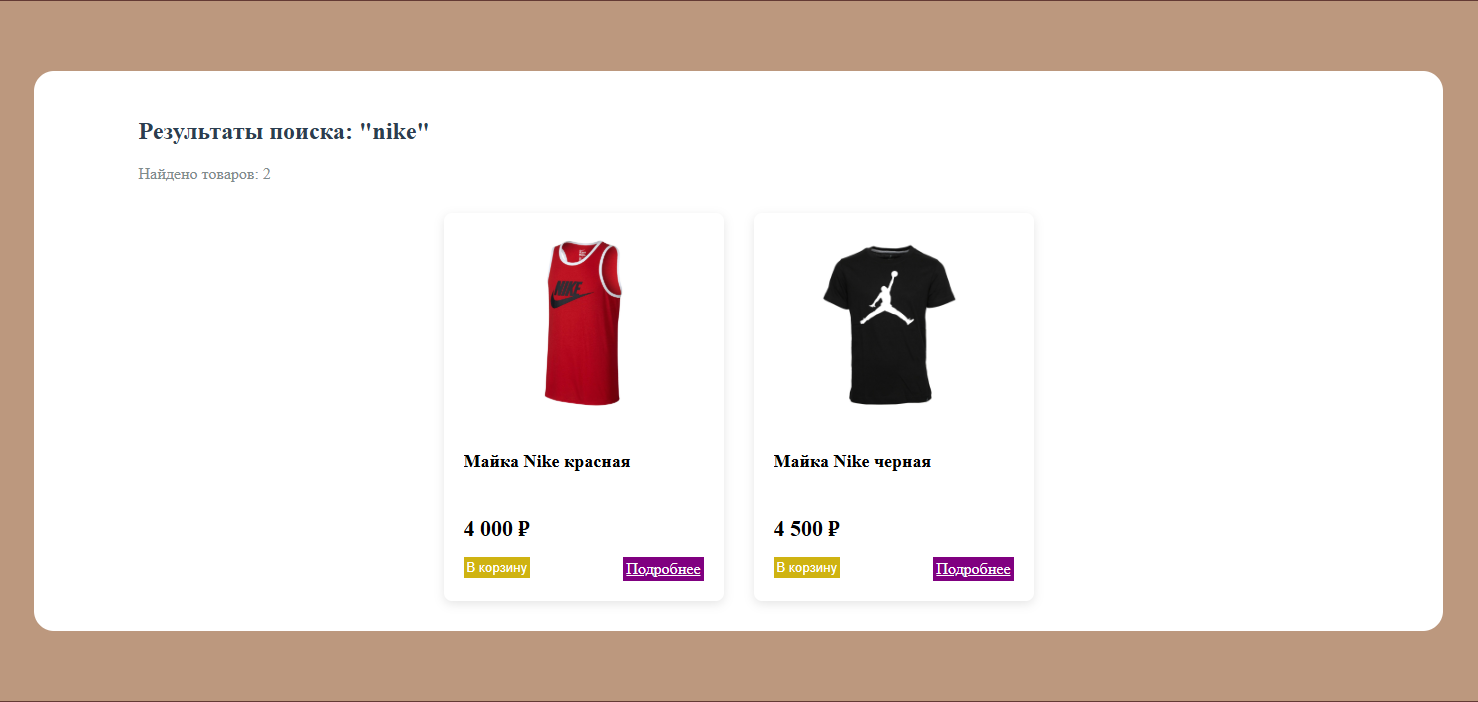 Результаты поиска: "nike"
Найдено товаров: 2
NIKE
Майка Nike красная
4 000 ₽
В корзину Подробнее
Майка Nike черная
4 500 ₽
В корзину Подробнее